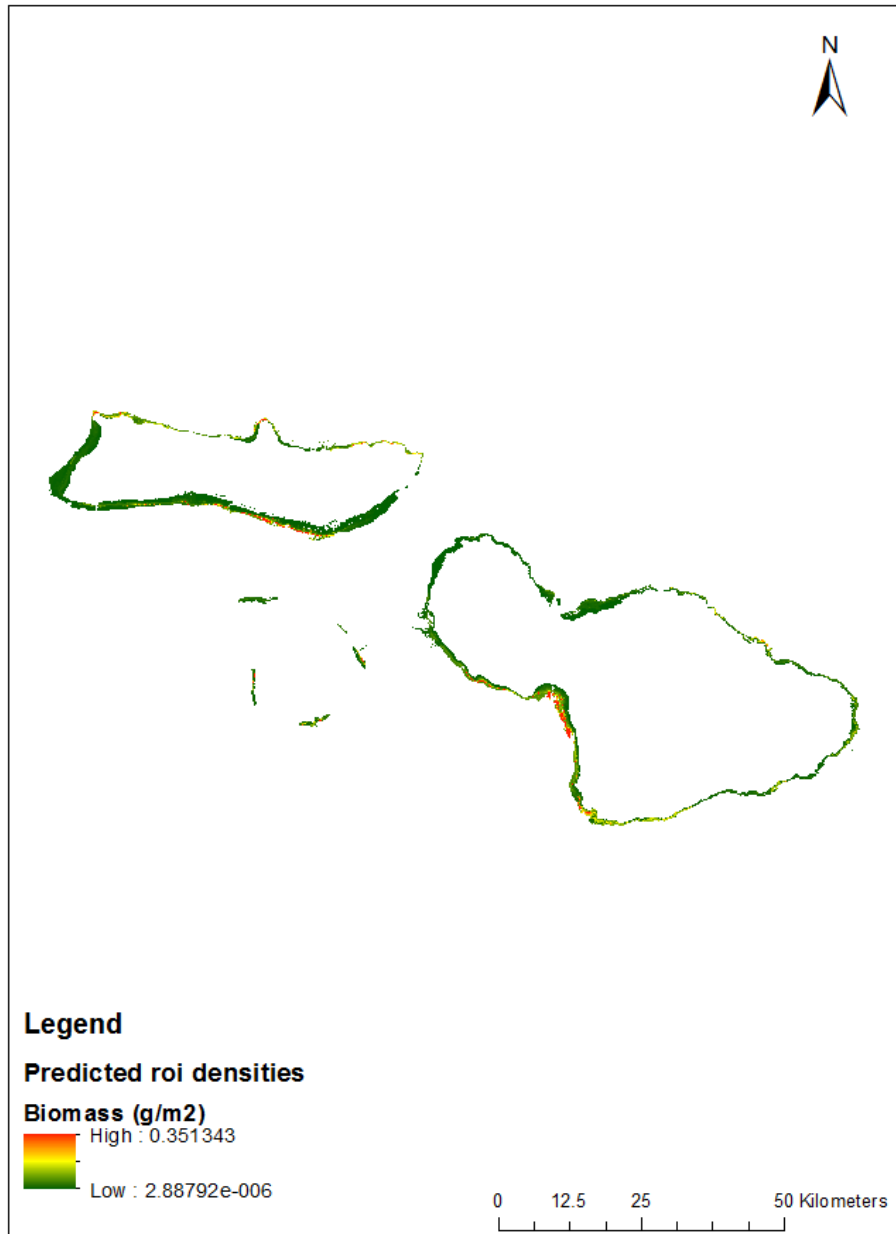 N
Legend
Predicted roi densities
Biomass (g/m2)
High : 0.351343
Low : 2.88792e-006
0 12.5 25 50 Kilometers